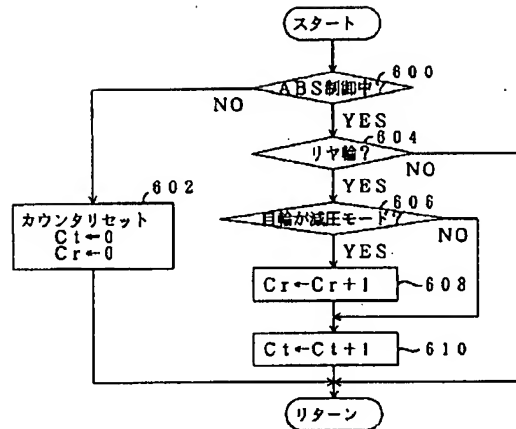 スタート
600
ABS制御中?
NO
YES
604
リヤ輪?
NO
YES
602
606
カウンタリセット
Ct←0
Cr←0
自輪が減圧モード?
NO
YES
Cr←Cr+1
608
Ct←Ct+1
610
リターン